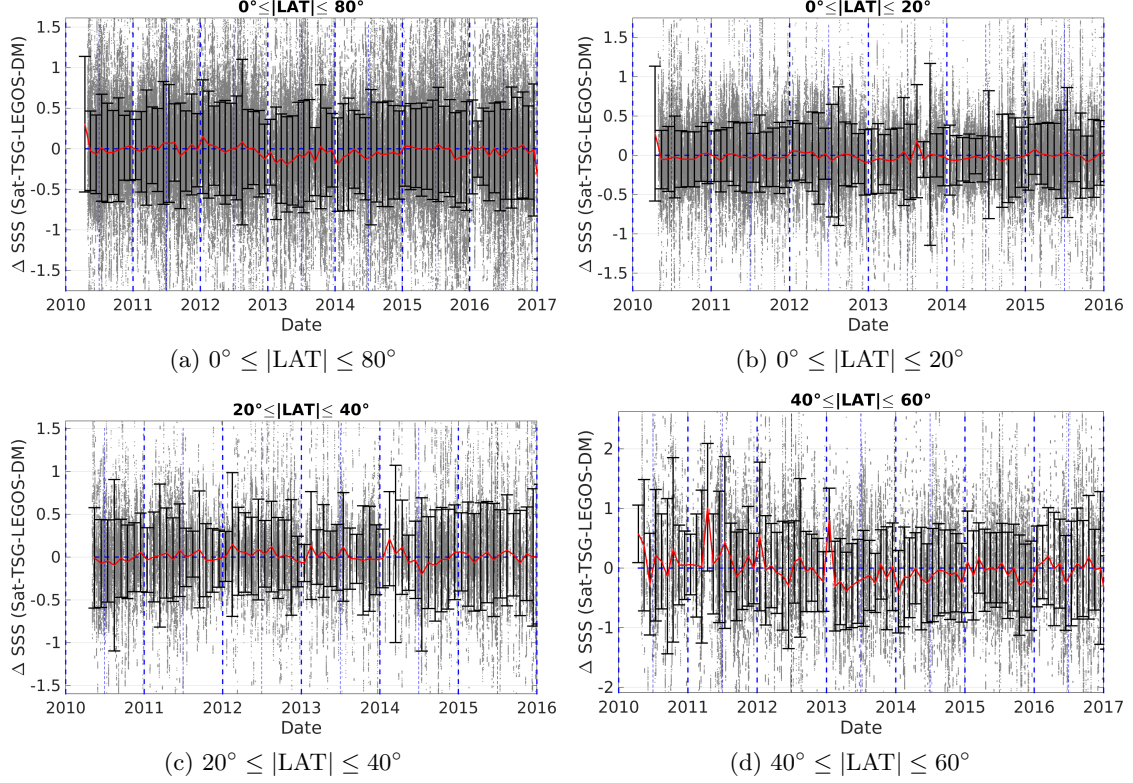 0°≤|LAT|≤ 80°
Δ SSS (Sat-TSG-LEGOS-DM)
1.5
1
0.5
0
-0.5
-1
-1.5
2010 2011 2012 2013 2014 2015 2016 2017
Date
(a) 0° ≤ |LAT| ≤ 80°
0°≤|LAT|≤ 20°
Δ SSS (Sat-TSG-LEGOS-DM)
1.5
1
0.5
0
-0.5
-1
-1.5
2010 2011 2012 2013 2014 2015 2016
Date
(b) 0° ≤ |LAT| ≤ 20°
20°≤|LAT|≤ 40°
Δ SSS (Sat-TSG-LEGOS-DM)
1.5
1
0.5
0
-0.5
-1
-1.5
2010 2011 2012 2013 2014 2015 2016
Date
(c) 20° ≤ |LAT| ≤ 40°
40°≤|LAT|≤ 60°
Δ SSS (Sat-TSG-LEGOS-DM)
2
1
0
-1
-2
2010 2011 2012 2013 2014 2015 2016 2017
Date
(d) 40° ≤ |LAT| ≤ 60°